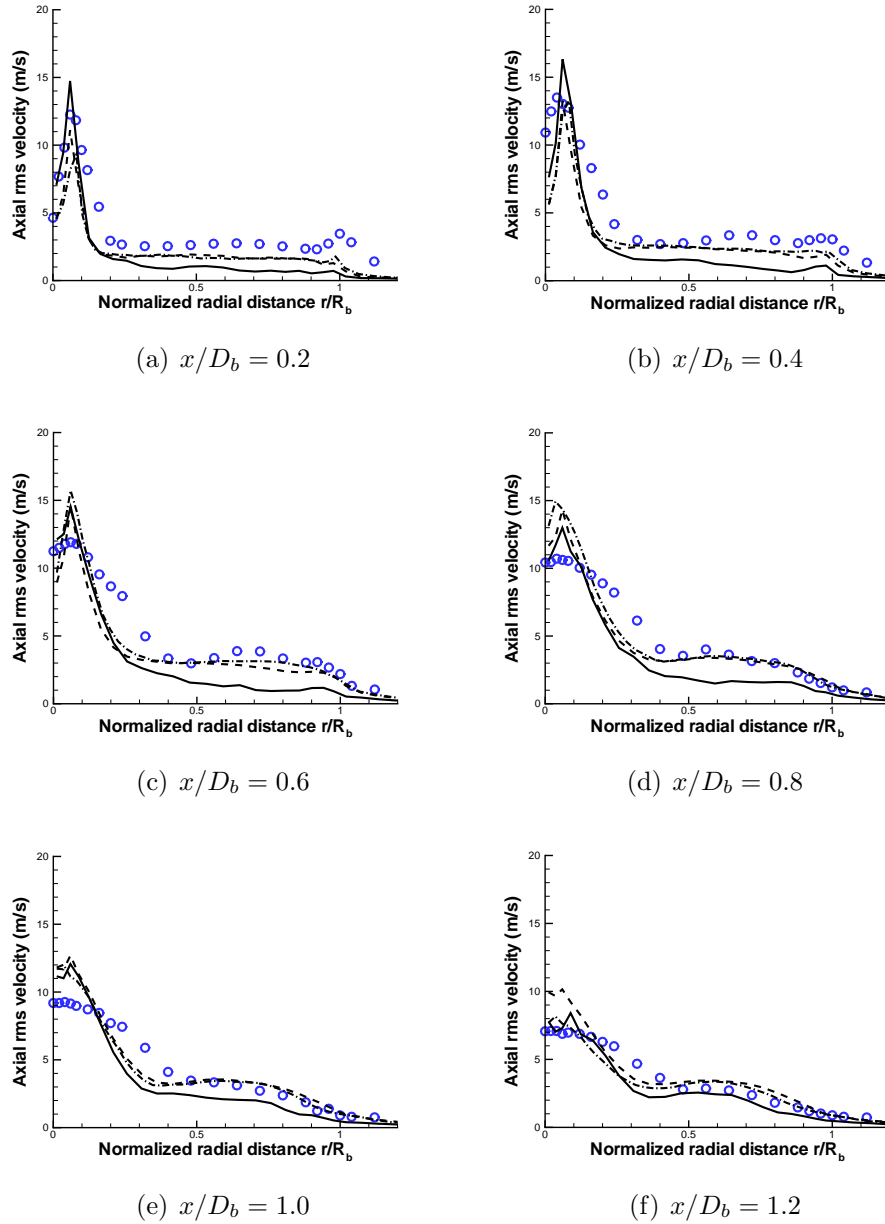 Axial rms velocity (m/s)
20
15
10
5
0
0
0.5
1
Normalized radial distance r/R_b
(a) x/D_b = 0.2
Axial rms velocity (m/s)
20
15
10
5
0
0
0.5
1
Normalized radial distance r/R_b
(b) x/D_b = 0.4
Axial rms velocity (m/s)
20
15
10
5
0
0
0.5
1
Normalized radial distance r/R_b
(c) x/D_b = 0.6
Axial rms velocity (m/s)
20
15
10
5
0
0
0.5
1
Normalized radial distance r/R_b
(d) x/D_b = 0.8
Axial rms velocity (m/s)
20
15
10
5
0
0
0.5
1
Normalized radial distance r/R_b
(e) x/D_b = 1.0
Axial rms velocity (m/s)
20
15
10
5
0
0
0.5
1
Normalized radial distance r/R_b
(f) x/D_b = 1.2